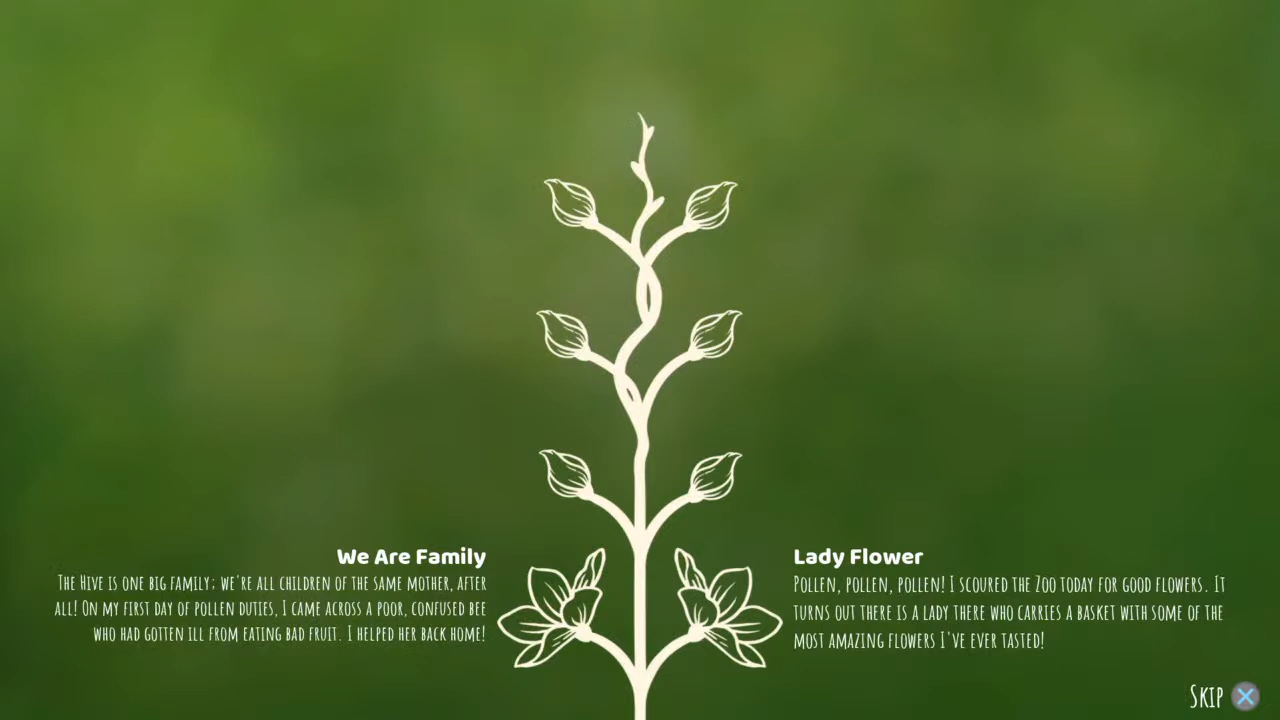 We Are Family
The Hive is one big family; we're all children of the same mother, after
all! On my first day of pollen duties, I came across a poor, confused bee
who had gotten ill from eating bad fruit. I helped her back home!
Lady Flower
Pollen, pollen, pollen! I scoured the Zoo today for good flowers. It
turns out there is a lady there who carries a basket with some of the
most amazing flowers I've ever tasted!
Skip